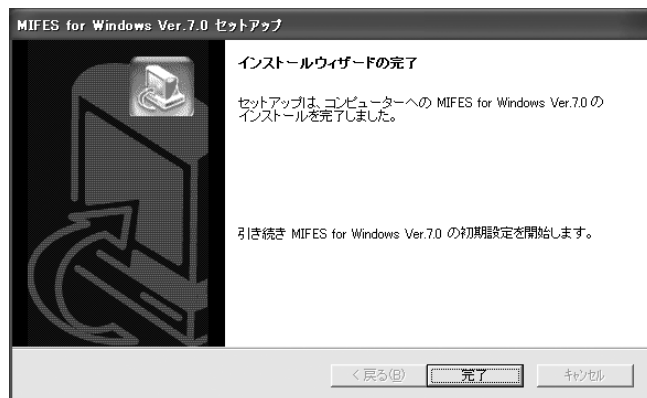 MIFES for Windows Ver.7.0 セットアップ
インストールウィザードの完了
セットアップは、コンピューターへの MIFES for Windows Ver.7.0 の
インストールを完了しました。
引き続き MIFES for Windows Ver.7.0 の初期設定を開始します。
< 戻る(B)
完了
キャンセル